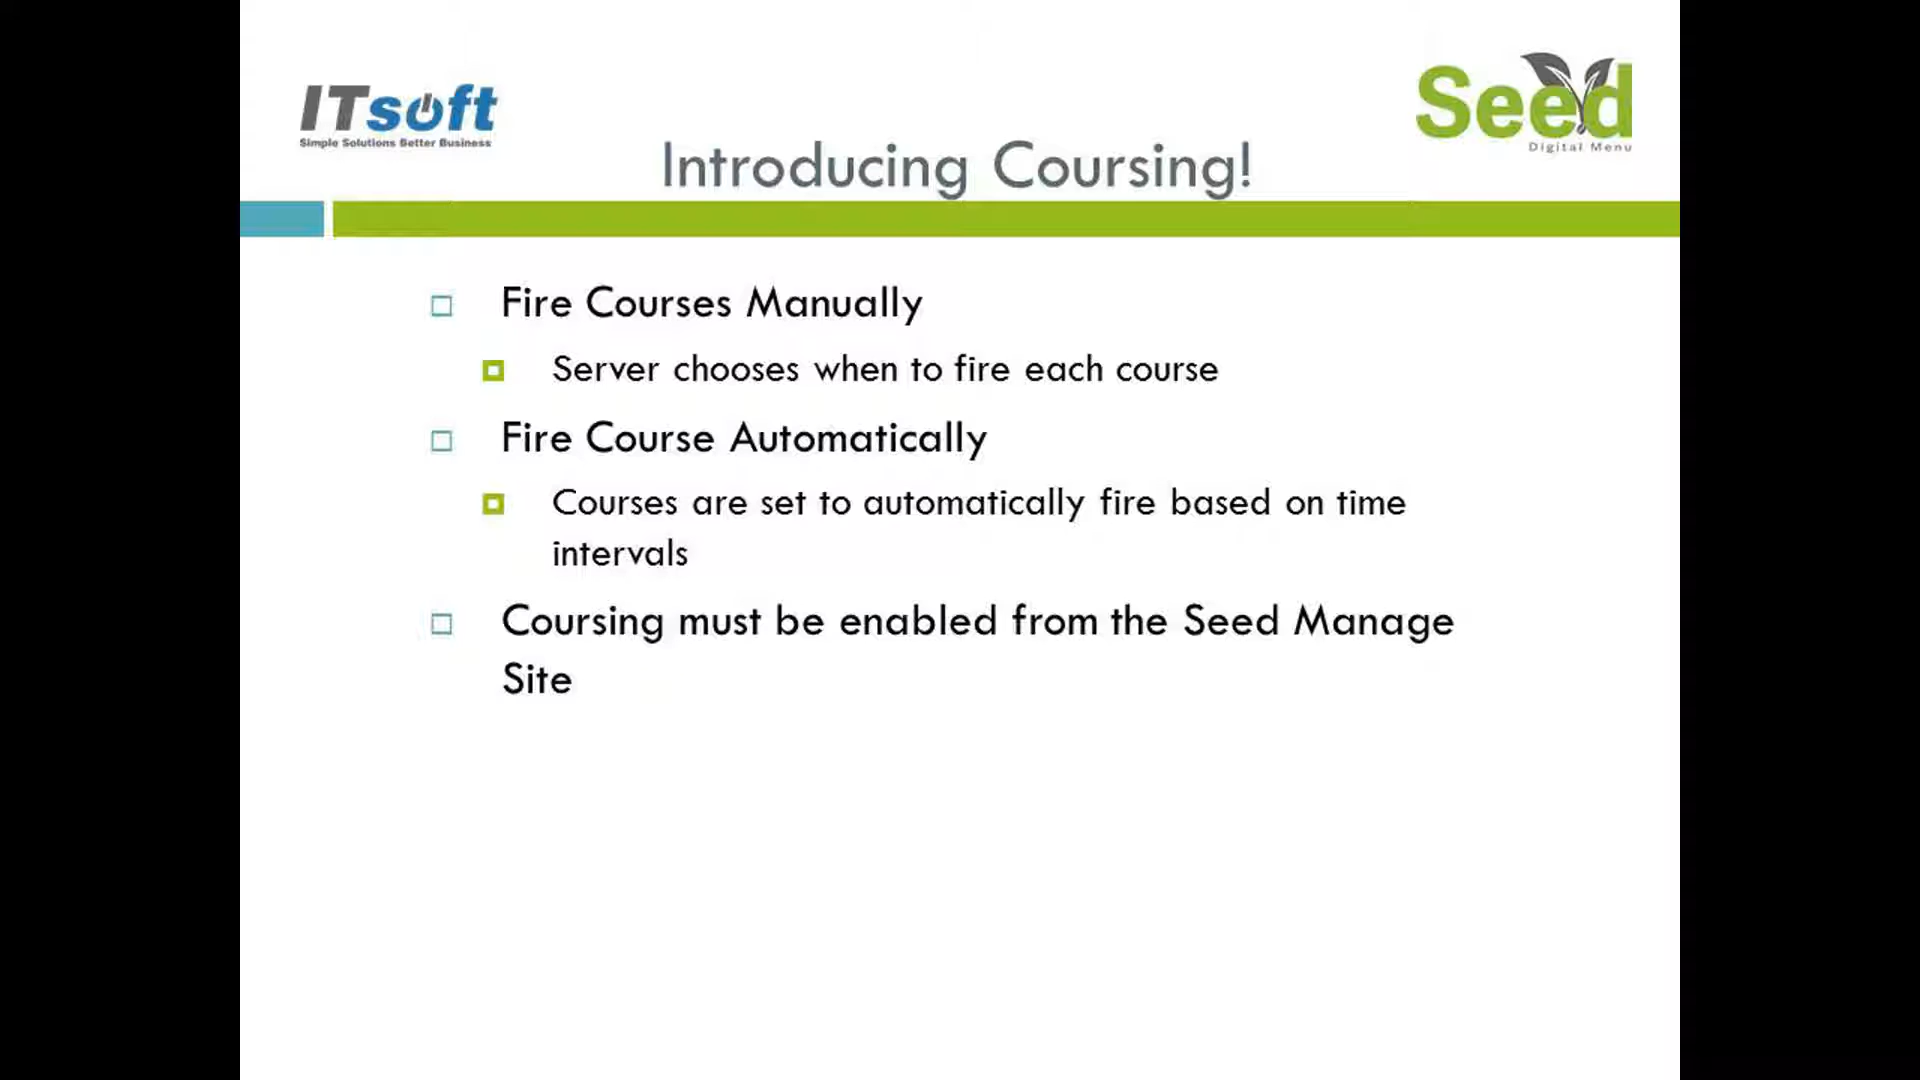 ITsoft
Simple Solutions Better Business
Seed
Digital Menu
Introducing Coursing!
Fire Courses Manually
Server chooses when to fire each course
Fire Course Automatically
Courses are set to automatically fire based on time
intervals
Coursing must be enabled from the Seed Manage
Site